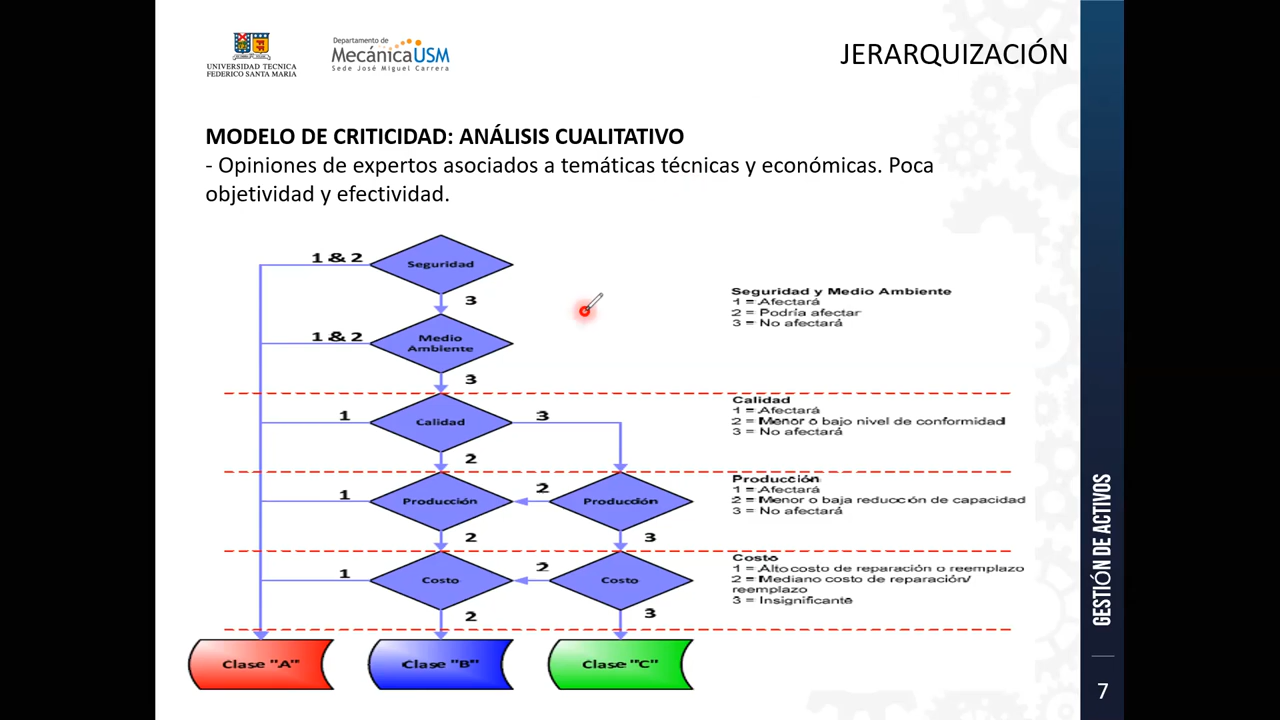 UNIVERSIDAD TECNICA
FEDERICO SANTA MARIA
Departamento de
MecánicaUSM
Sede José Miguel Carrera
JERARQUIZACIÓN
MODELO DE CRITICIDAD: ANÁLISIS CUALITATIVO
- Opiniones de expertos asociados a temáticas técnicas y económicas. Poca
objetividad y efectividad.
1 & 2
Seguridad
3
1 & 2
Medio
Ambiente
3
1
Calidad
3
2
1
Producción
2
Producción
2
3
1
Costo
2
Costo
2
3
Clase "A"
Clase "B"
Clase "C"
Seguridad y Medio Ambiente
1 = Afectará
2 = Podría afectar
3 = No afectará
Calidad
1 = Afectará
2 = Menor o bajo nivel de conformidad
3 = No afectará
Producción
1 = Afectará
2 = Menor o baja reducción de capacidad
3 = No afectará
Costo
1 = Alto costo de reparación o reemplazo
2 = Mediano costo de reparación/
reemplazo
3 = Insignificante
GESTIÓN DE ACTIVOS
7